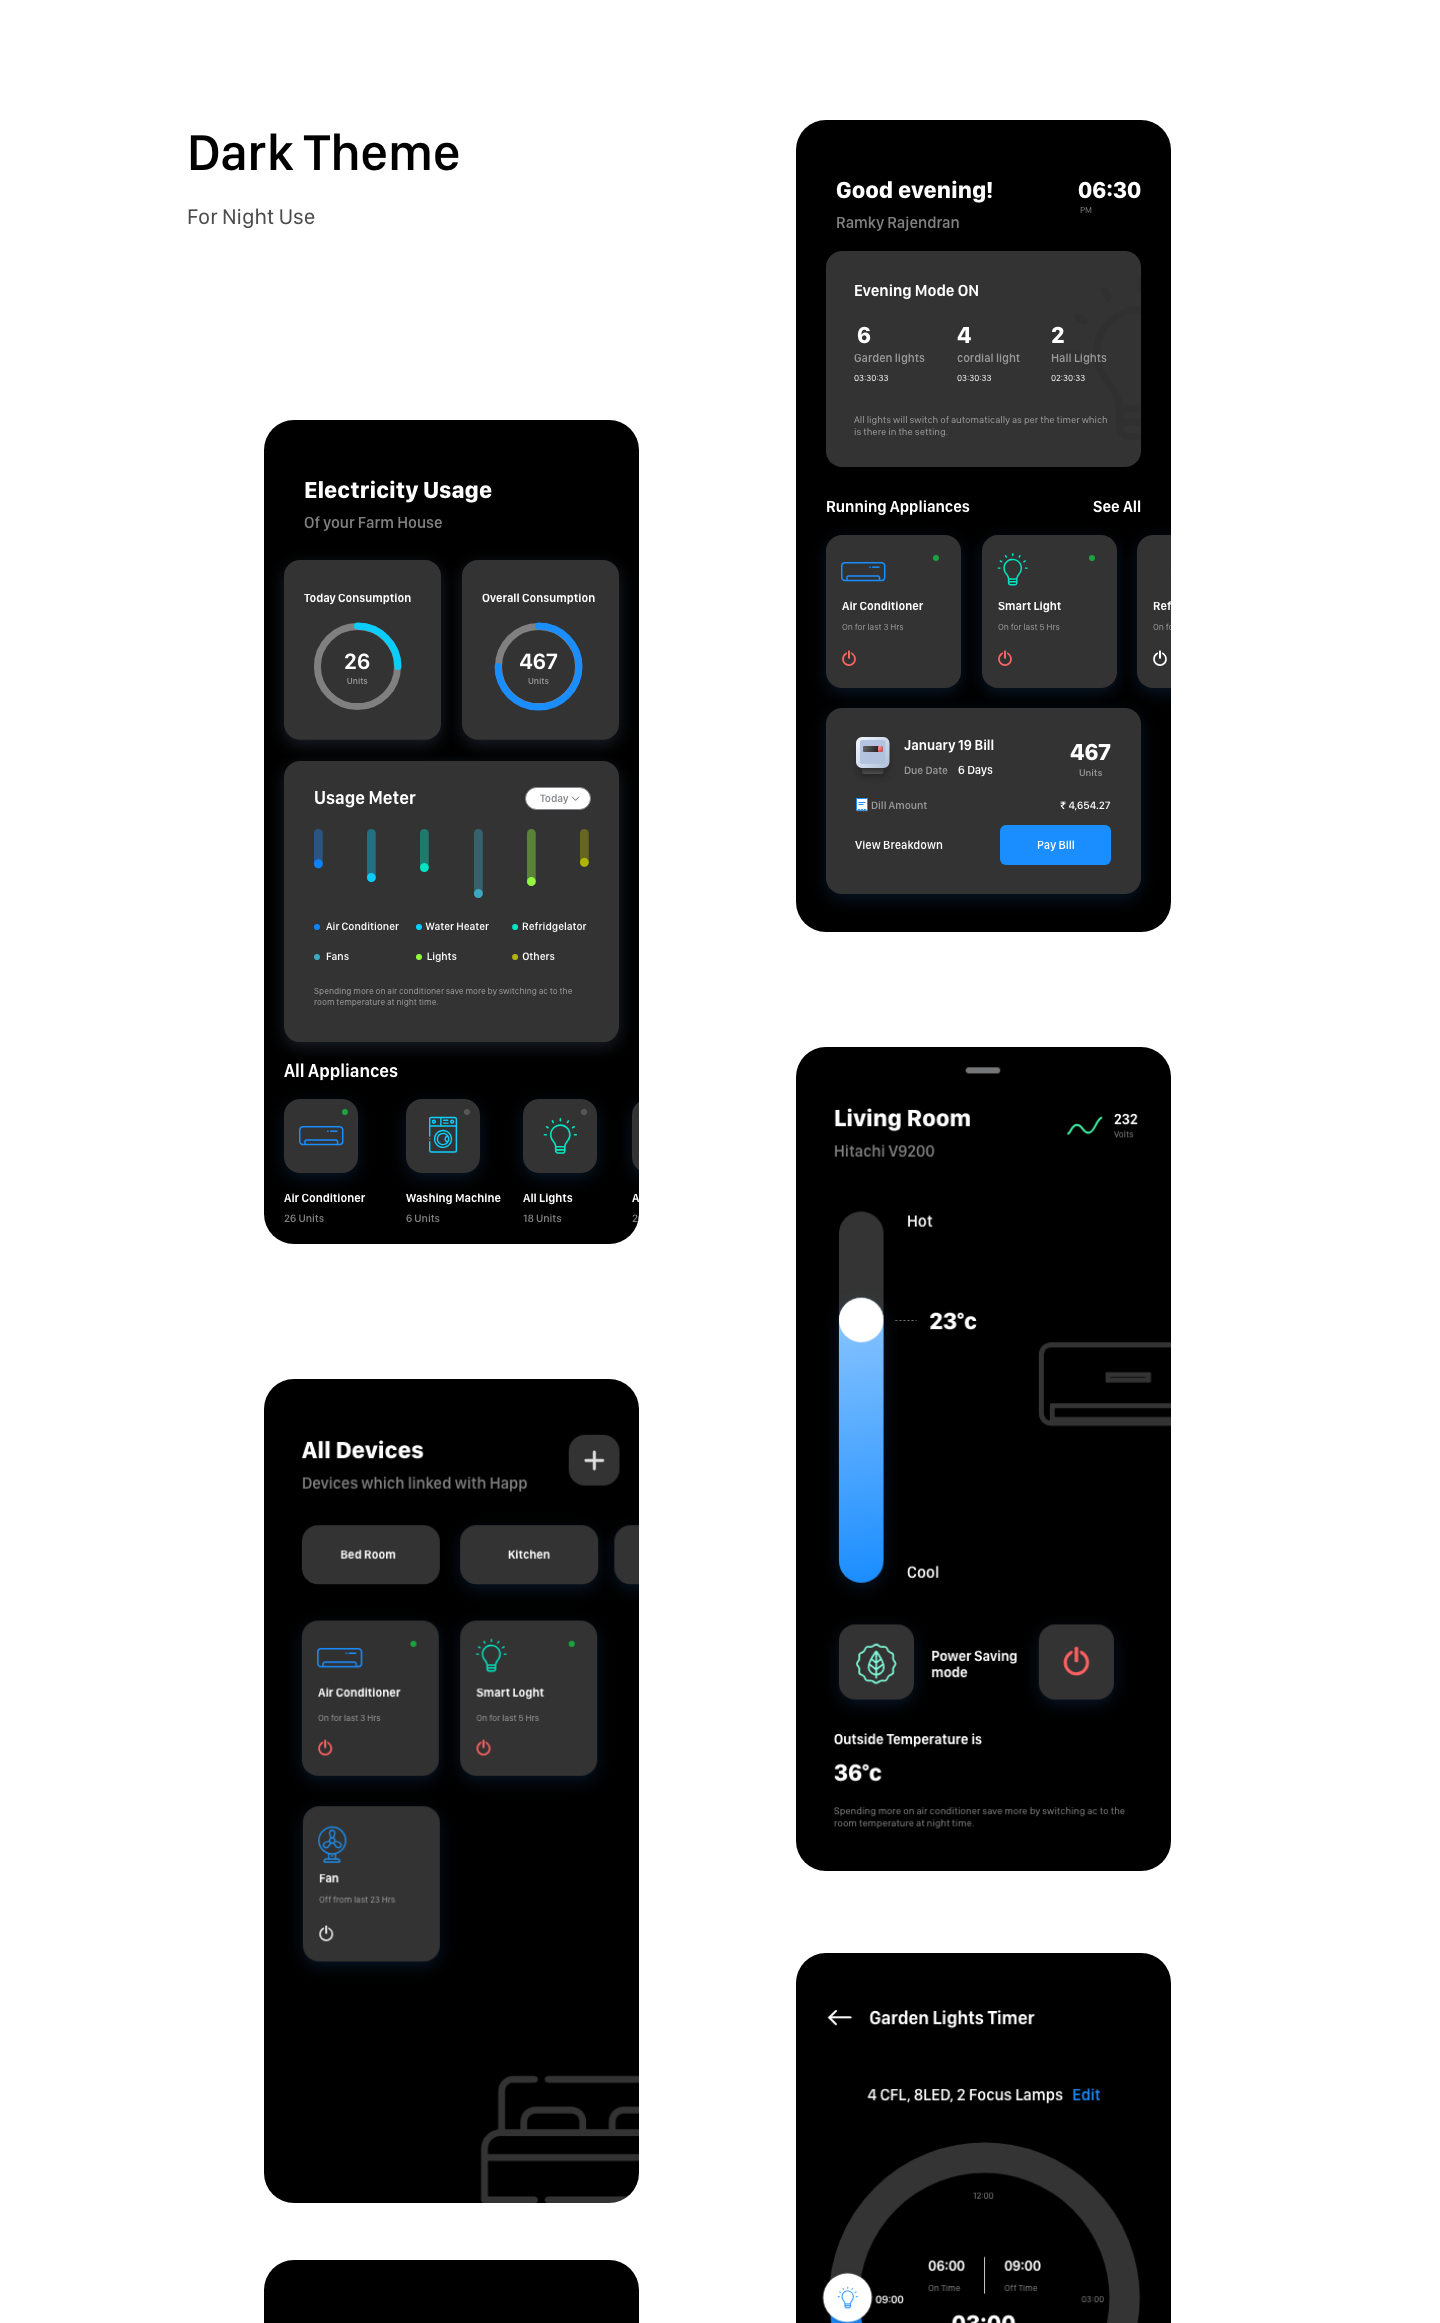 Dark Theme
For Night Use
Good evening!
06:30
PM
Ramky Rajendran
Evening Mode ON
6
4
2
Garden lights
cordial light
Hall Lights
03:30:33
03:30:33
02:30:33
All lights will switch of automatically as per the timer which
is there in the setting.
Running Appliances
See All
Air Conditioner
Smart Light
Ref
On for last 3 Hrs
On for last 5 Hrs
On fo
January 19 Bill
467
Due Date 6 Days
Units
Dill Amount
₹ 4,654.27
View Breakdown
Pay Bill
Electricity Usage
Of your Farm House
Today Consumption
Overall Consumption
26
Units
467
Units
Usage Meter
Today
Air Conditioner
Water Heater
Refridgelator
Fans
Lights
Others
Spending more on air conditioner save more by switching ac to the
room temperature at night time.
All Appliances
Air Conditioner
Washing Machine
All Lights
A
26 Units
6 Units
18 Units
2
Living Room
232
Volts
Hitachi V9200
Hot
23°c
Cool
Power Saving
mode
Outside Temperature is
36°c
Spending more on air conditioner save more by switching ac to the
room temperature at night time.
All Devices
Devices which linked with Happ
Bed Room
Kitchen
Air Conditioner
Smart Loght
On for last 3 Hrs
On for last 5 Hrs
Fan
Off from last 23 Hrs
Garden Lights Timer
4 CFL, 8LED, 2 Focus Lamps Edit
12:00
06:00
09:00
On Time
Off Time
09:00
03:00
03:00